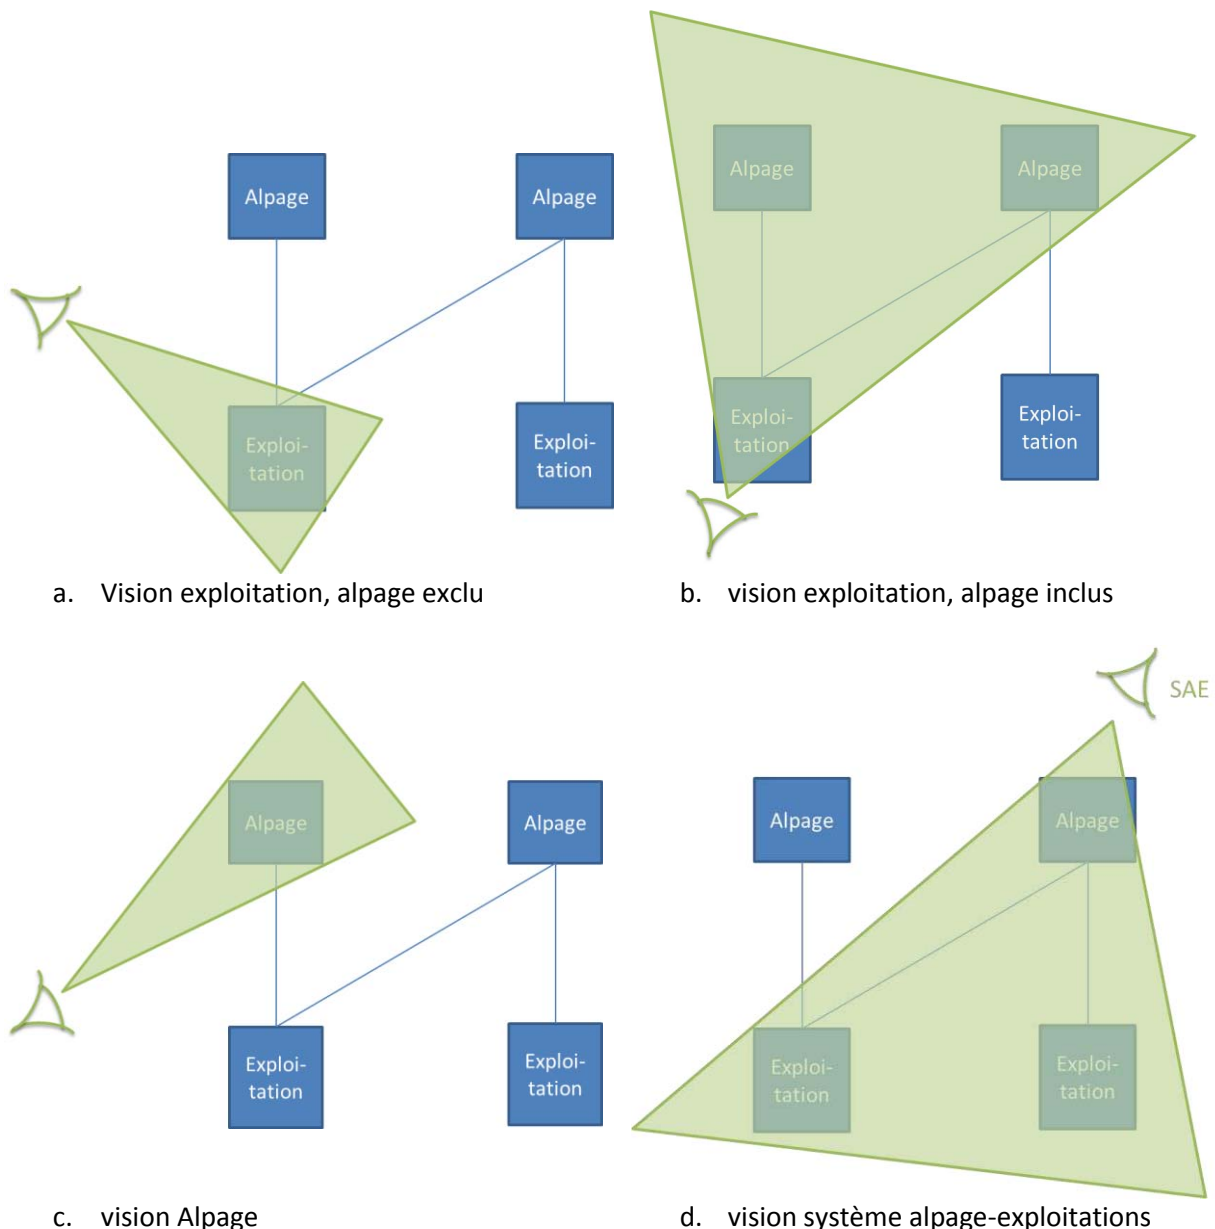 Alpage
Alpage
Exploi-
tation
Exploi-
tation
a. Vision exploitation, alpage exclu
Alpage
Alpage
Exploi-
tation
Exploi-
tation
b. vision exploitation, alpage inclus
Alpage
Alpage
Exploi-
tation
Exploi-
tation
c. vision Alpage
SAE
Alpage
Alpage
Exploi-
tation
Exploi-
tation
d. vision système alpage-exploitations